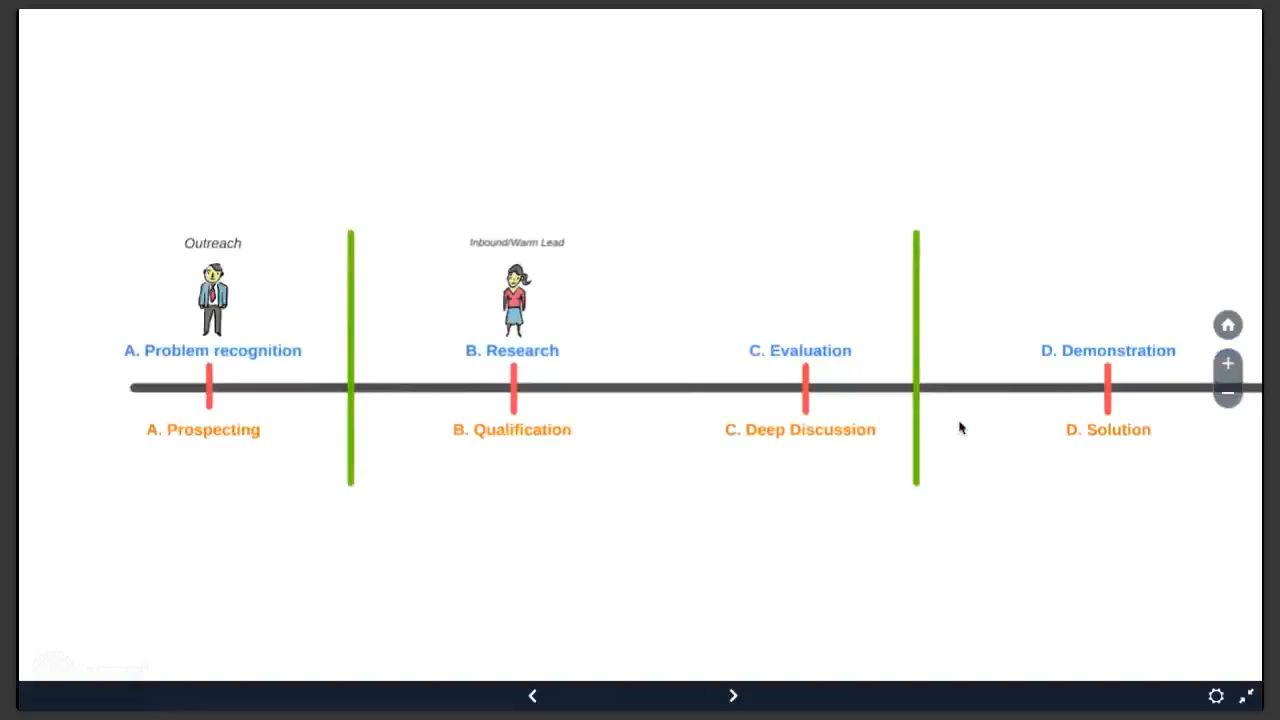 Outreach
Inbound/Warm Lead
A. Problem recognition
B. Research
C. Evaluation
D. Demonstration
A. Prospecting
B. Qualification
C. Deep Discussion
D. Solution